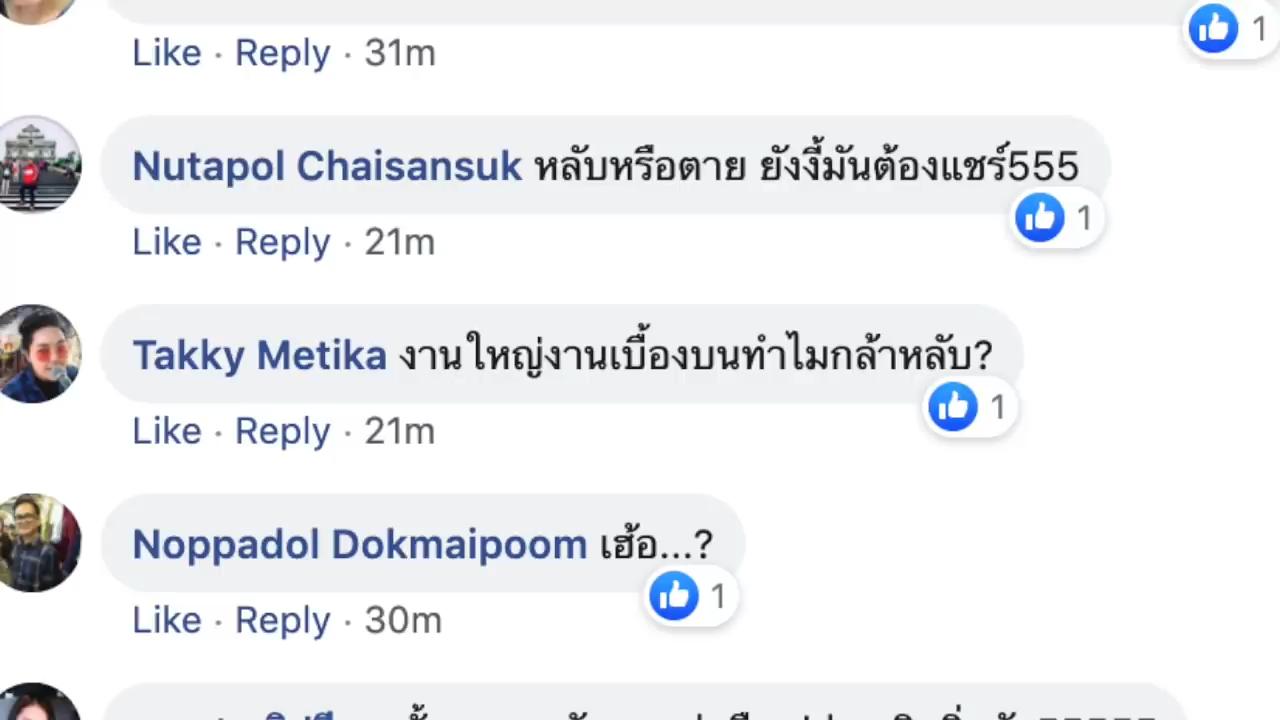 1
Like · Reply · 31m
Nutapol Chaisansuk หลับหรือตาย ยังงี้มันต้องแชร์555
1
Like · Reply · 21m
Takky Metika งานใหญ่งานเบื้องบนทำไมกล้าหลับ?
1
Like · Reply · 21m
Noppadol Dokmaipoom เฮ้อ...?
1
Like · Reply · 30m